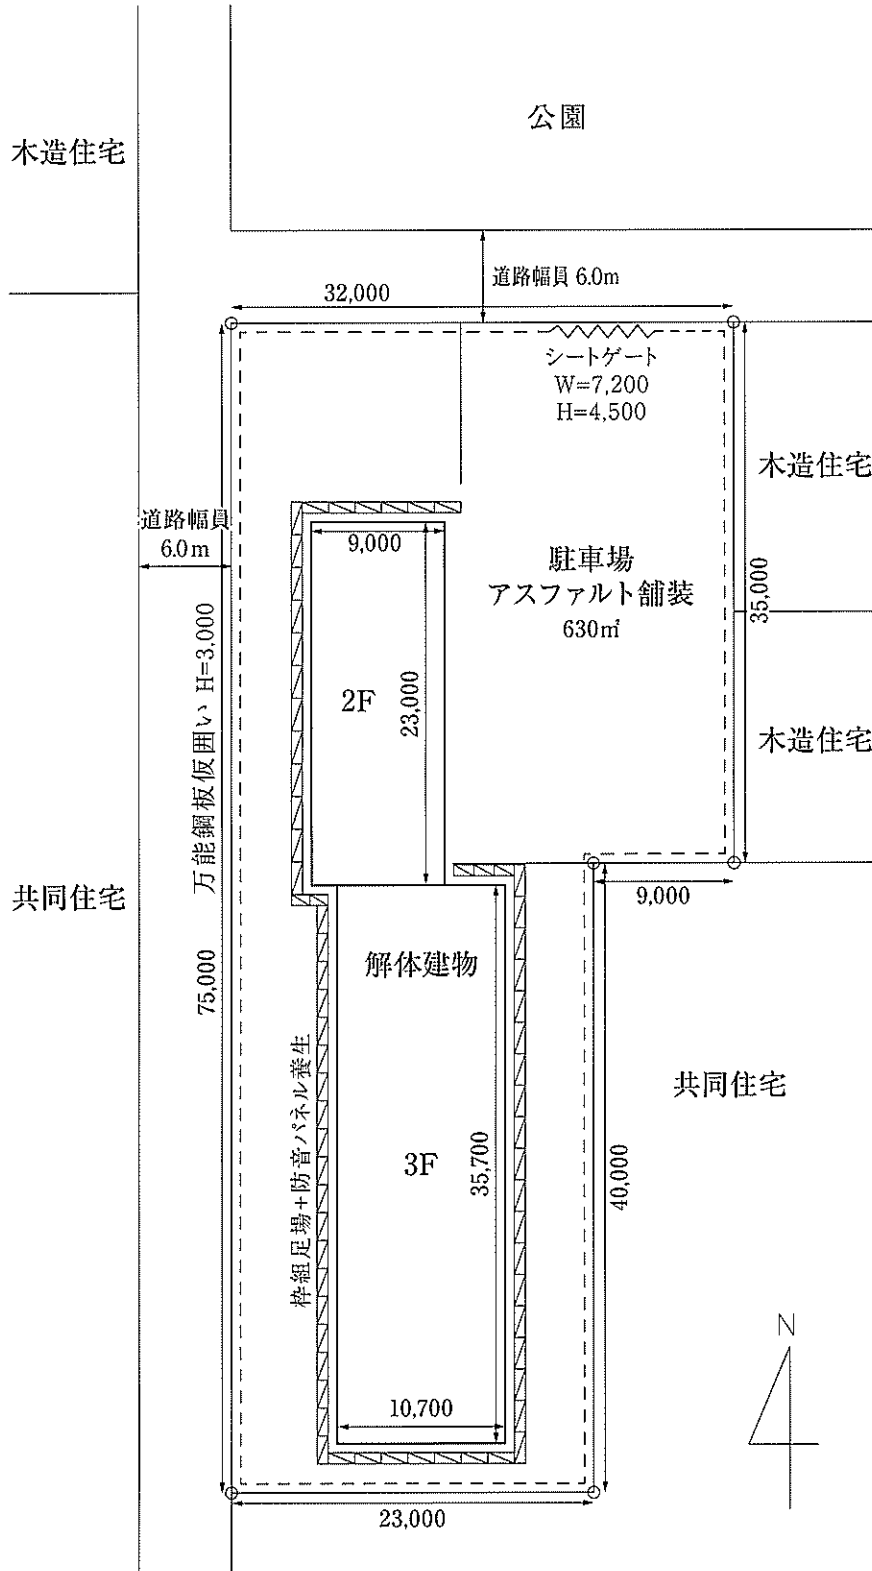 公園
木造住宅
道路幅員 6.0m
32,000
シートゲート
W=7,200
H=4,500
木造住宅
道路幅員
6.0m
9,000
駐車場
アスファルト舗装
630㎡
35,000
万能鋼板仮囲い H=3,000
2F
23,000
木造住宅
共同住宅
9,000
75,000
解体建物
枠組足場+防音パネル養生
共同住宅
3F
35,700
40,000
N
10,700
23,000